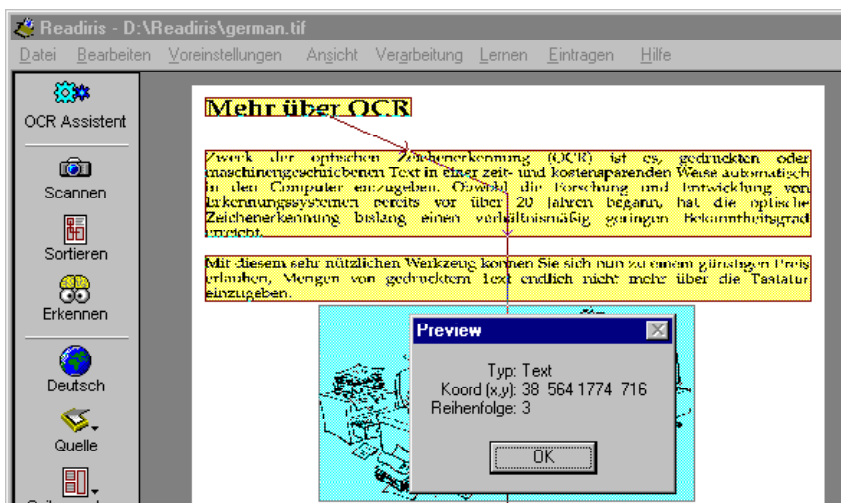 Readiris - D:\Readiris\german.tif
Datei Bearbeiten Voreinstellungen Ansicht Verarbeitung Lernen Eintragen Hilfe
OCR Assistent
Scannen
Sortieren
Erkennen
Deutsch
Quelle
Mehr über OCR
Zweck der optischen Zeichenerkennung (OCR) ist es, gedruckten oder
maschinengeschriebenen Text in einer zeit- und kostensparenden Weise automatisch
in den Computer einzugeben. Obwohl die Forschung und Entwicklung von
Erkennungssystemen bereits vor über 20 Jahren begann, hat die optische
Zeichenerkennung bislang einen verhältnismäßig geringen Bekanntheitsgrad
erreicht.
Mit diesem sehr nützlichen Werkzeug können Sie sich nun zu einem günstigen Preis
erlauben, Mengen von gedrucktem Text endlich nicht mehr über die Tastatur
einzugeben.
Preview
Typ: Text
Koord (x,y): 38 564 1774 716
Reihenfolge: 3
OK